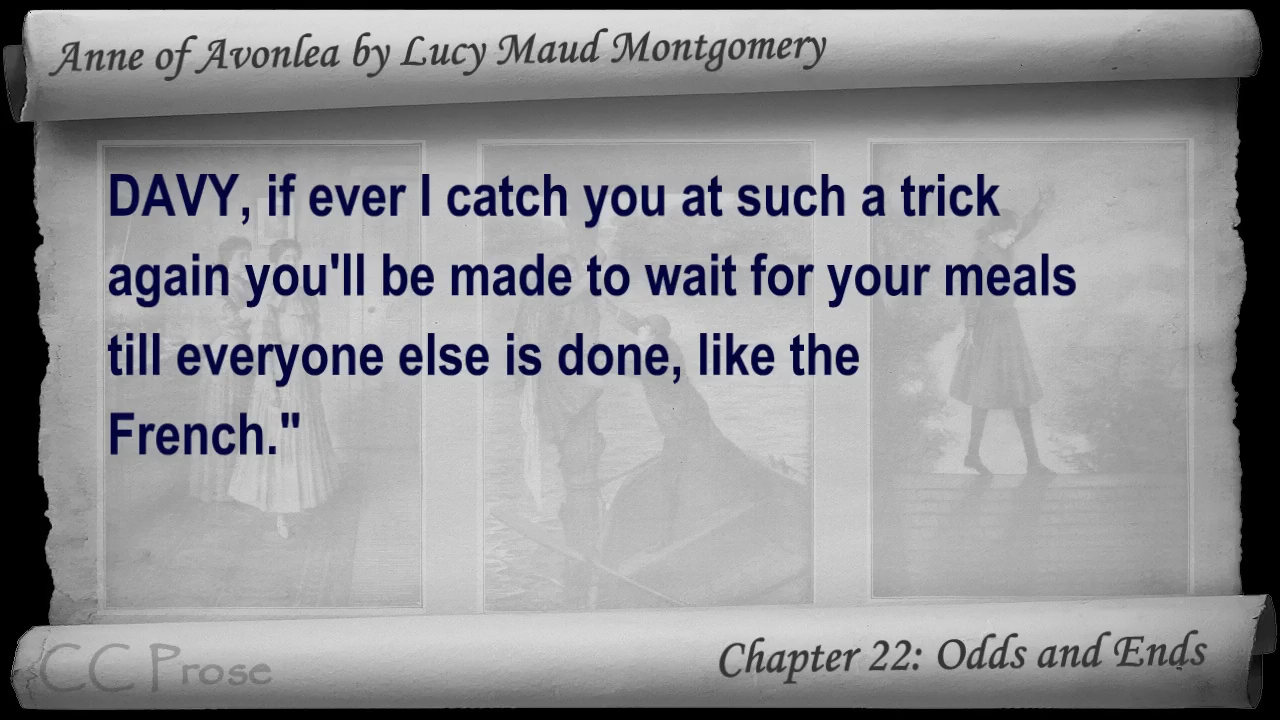 Anne of Avonlea by Lucy Maud Montgomery
DAVY, if ever I catch you at such a trick
again you'll be made to wait for your meals
till everyone else is done, like the
French."
CC Prose
Chapter 22: Odds and Ends